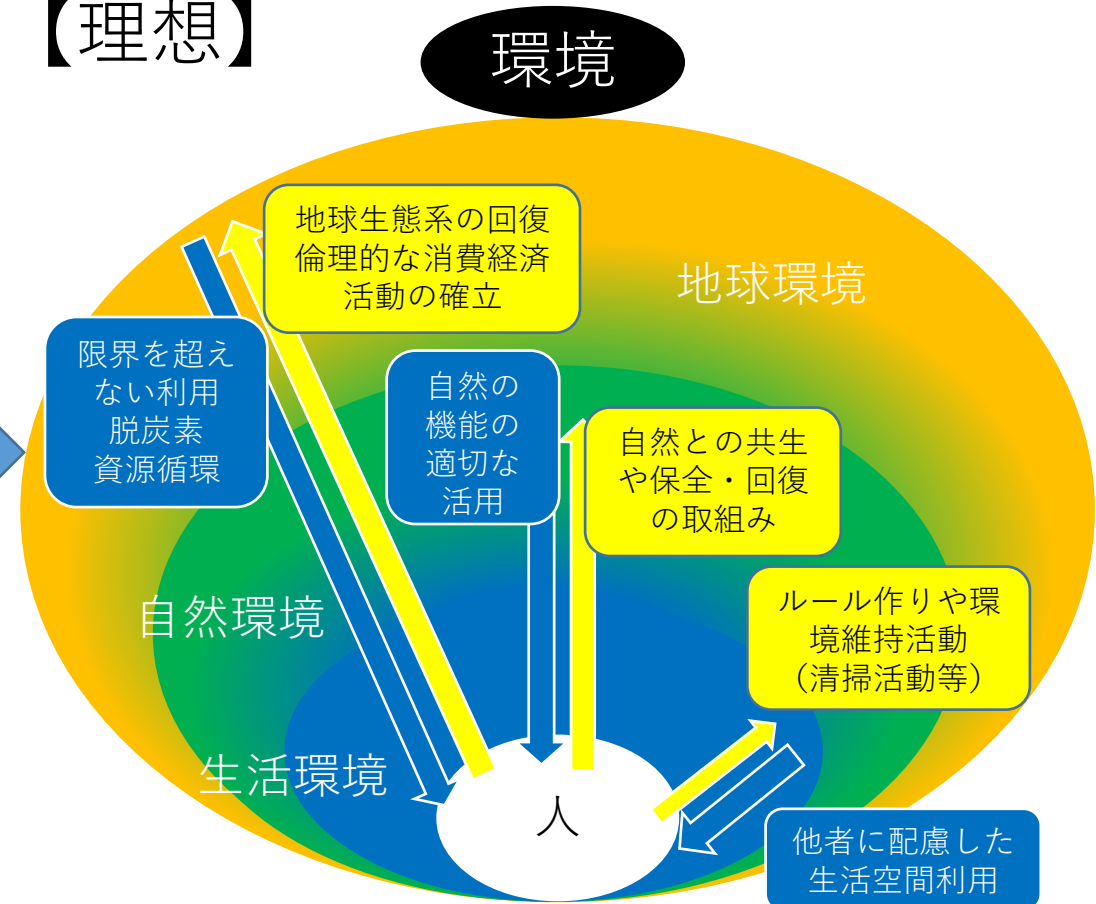 【理想】
環境
地球生態系の回復
倫理的な消費経済
活動の確立
地球環境
限界を超え
ない利用
脱炭素
資源循環
自然の
機能の
適切な
活用
自然との共生
や保全・回復
の取組み
自然環境
ルール作りや環
境維持活動
（清掃活動等）
生活環境
人
他者に配慮した
生活空間利用